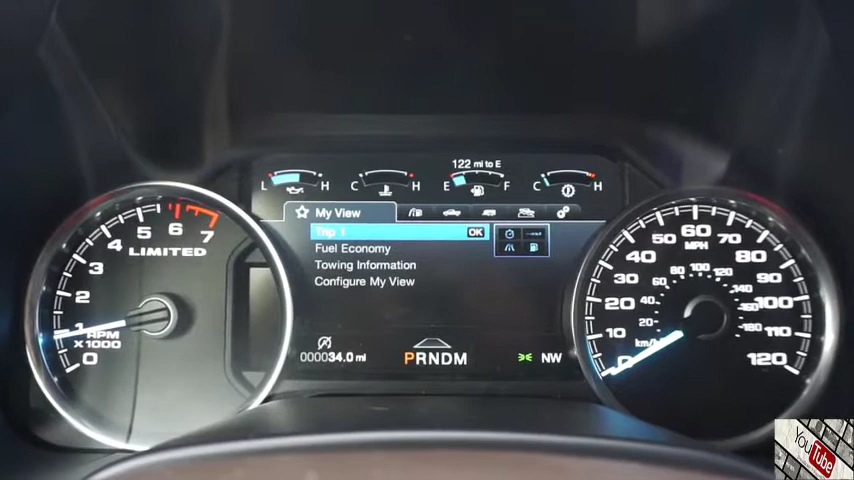 122 mi to E
L H C H E F C H
My View
Trip 1 OK
Fuel Economy
Towing Information
Configure My View
000034.0 mi
PRNDM
NW
0 1 2 3 4 5 6 7
LIMITED
RPM
X1000
0 10 20 30 40 50 60 70 80 90 100 110 120
MPH
20 40 60 80 100 120 140 160 180
km/h
YouTube